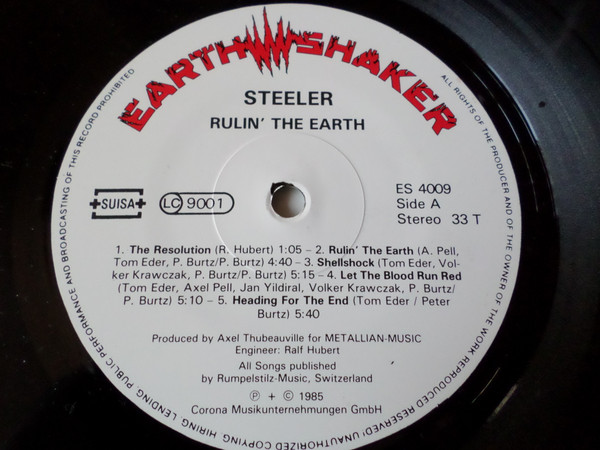 EARTHSHAKER
STEELER
RULIN' THE EARTH
+SUISA+
LC 9001
ES 4009
Side A
Stereo 33 T
1. The Resolution (R. Hubert) 1:05 – 2. Rulin' The Earth (A. Pell,
Tom Eder, P. Burtz/P. Burtz) 4:40 – 3. Shellshock (Tom Eder, Vol-
ker Krawczak, P. Burtz/P. Burtz) 5:15 – 4. Let The Blood Run Red
(Tom Eder, Axel Pell, Jan Yildiral, Volker Krawczak, P. Burtz/
P. Burtz) 5:10 – 5. Heading For The End (Tom Eder / Peter
Burtz) 5:40
Produced by Axel Thubeauville for METALLIAN-MUSIC
Engineer: Ralf Hubert
All Songs published
by Rumpelstilz-Music, Switzerland
℗ + © 1985
Corona Musikunternehmungen GmbH
ALL RIGHTS OF THE PRODUCER AND OF THE OWNER OF THE WORK REPRODUCED RESERVED! UNAUTHORIZED COPYING, HIRING, LENDING, PUBLIC PERFORMANCE AND BROADCASTING OF THIS RECORD PROHIBITED.